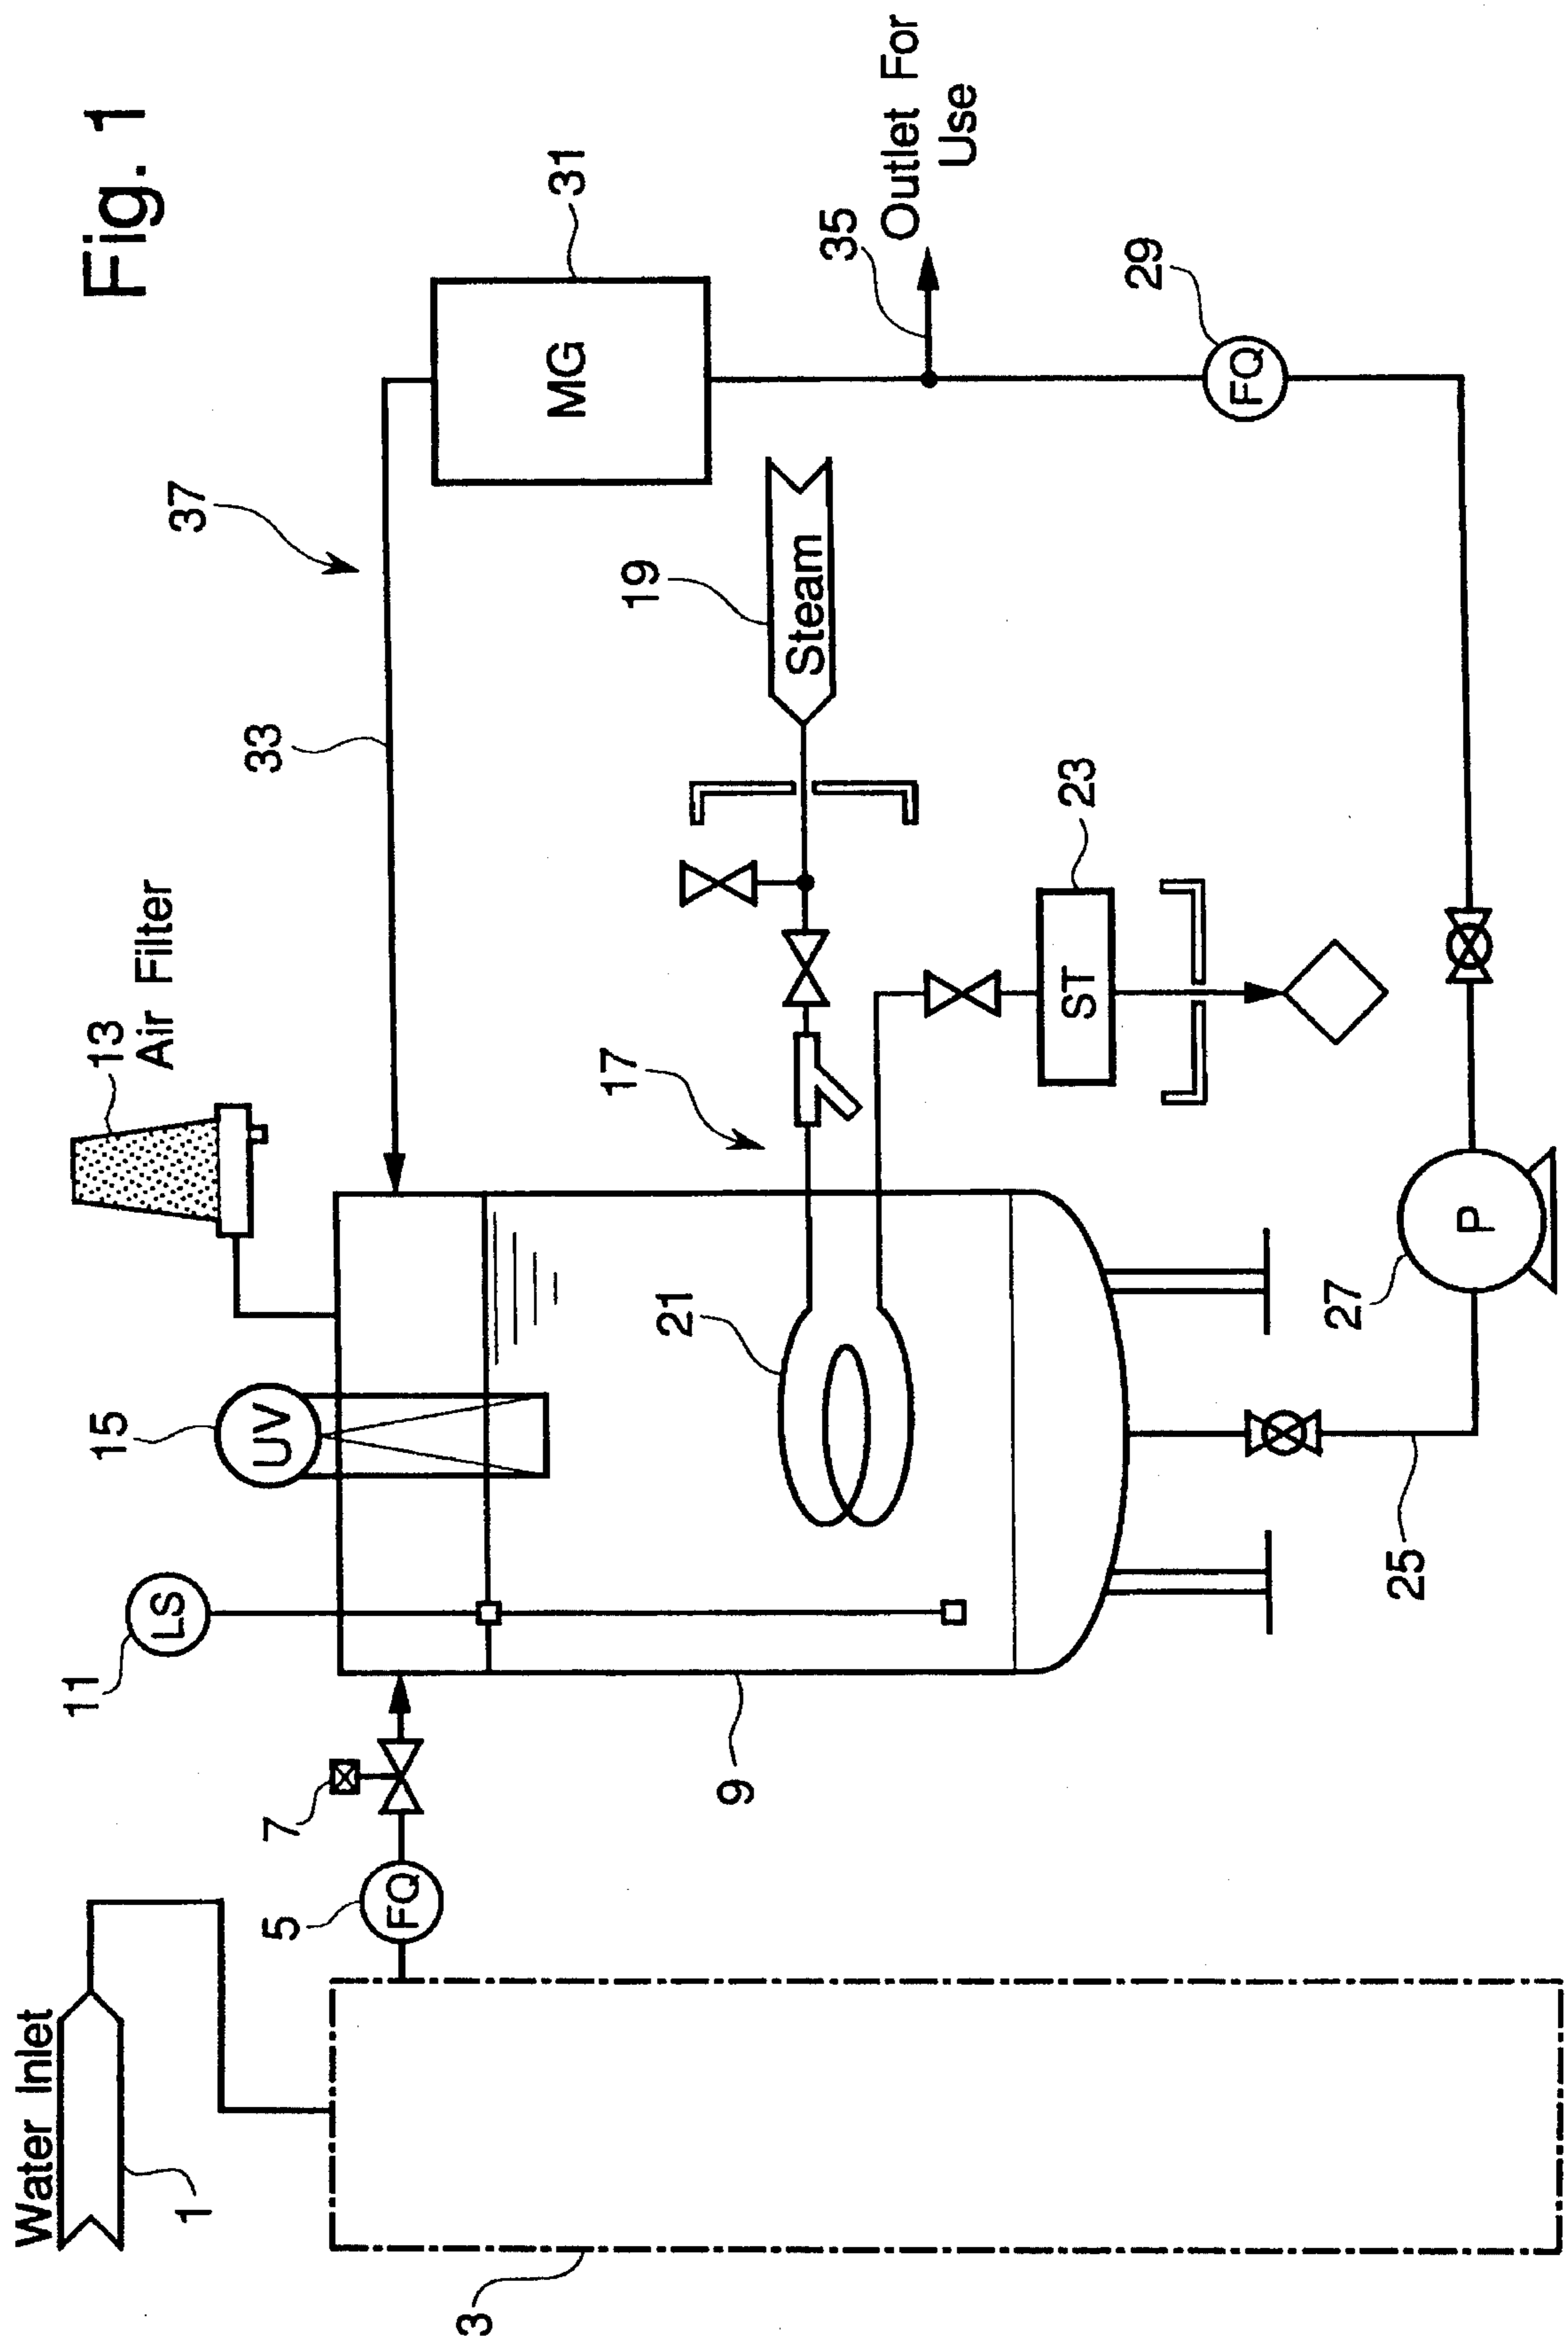 Fig. 1
Water Inlet
1
3
5
FQ
7
9
11
LS
15
UV
13
Air Filter
33
37
MG
31
17
19
Steam
21
23
ST
35
Outlet For
Use
25
27
P
29
FQ